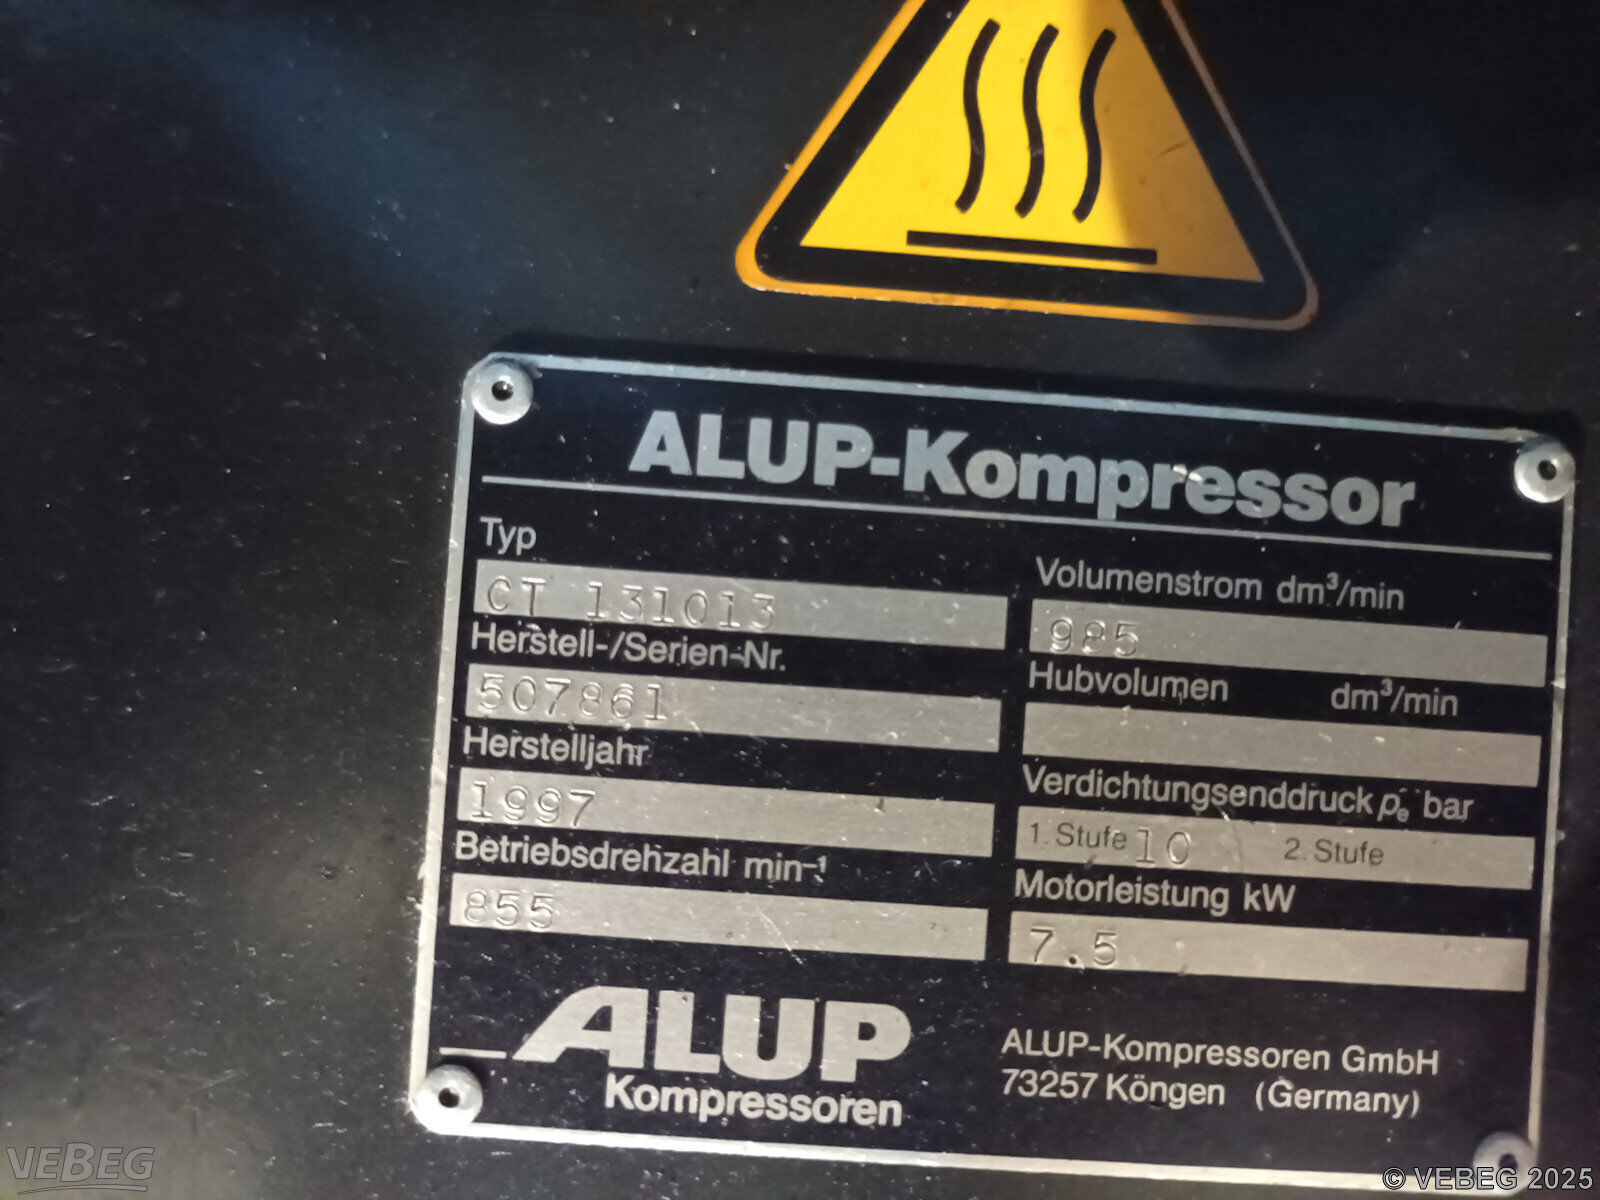 ALUP-Kompressor
Typ
CT 131013
Herstell-/Serien-Nr.
507861
Herstelljahr
1997
Betriebsdrehzahl min⁻¹
855
Volumenstrom dm³/min
985
Hubvolumen dm³/min
Verdichtungsenddruck pₑ bar
1. Stufe 10 2. Stufe
Motorleistung kW
7.5
ALUP
Kompressoren
ALUP-Kompressoren GmbH
73257 Köngen (Germany)
VEBEG
© VEBEG 2025